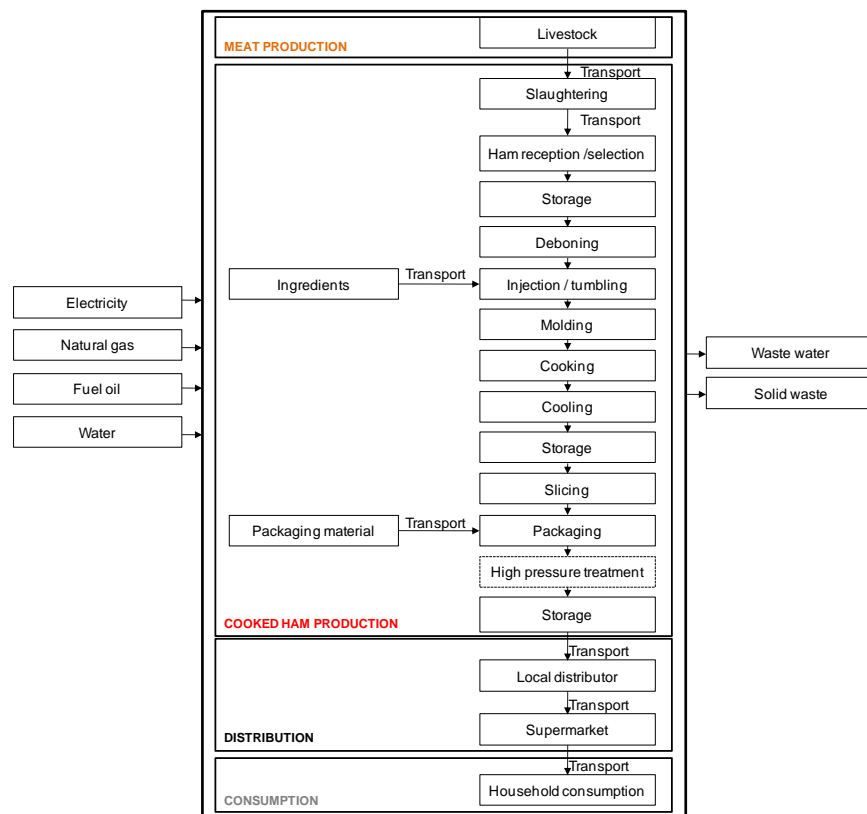 Livestock
MEAT PRODUCTION
Transport
Slaughtering
Transport
Ham reception /selection
Storage
Deboning
Ingredients
Transport
Injection / tumbling
Molding
Cooking
Cooling
Storage
Slicing
Packaging material
Transport
Packaging
High pressure treatment
Storage
COOKED HAM PRODUCTION
Transport
Local distributor
Transport
Supermarket
DISTRIBUTION
Transport
Household consumption
CONSUMPTION
Electricity
Natural gas
Fuel oil
Water
Waste water
Solid waste